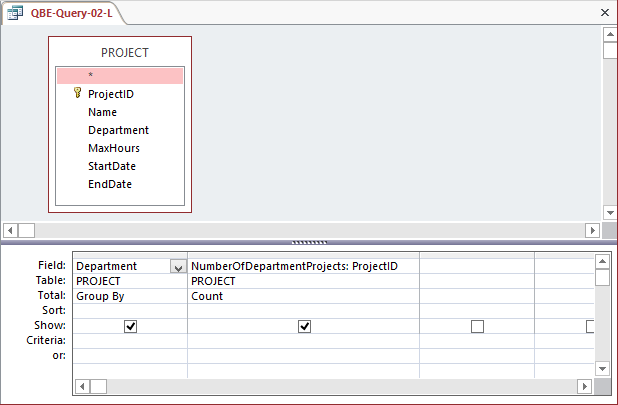 QBE-Query-02-L
PROJECT
*
ProjectID
Name
Department
MaxHours
StartDate
EndDate
Field: Department NumberOfDepartmentProjects: ProjectID
Table: PROJECT PROJECT
Total: Group By Count
Sort:
Show:
Criteria:
or: